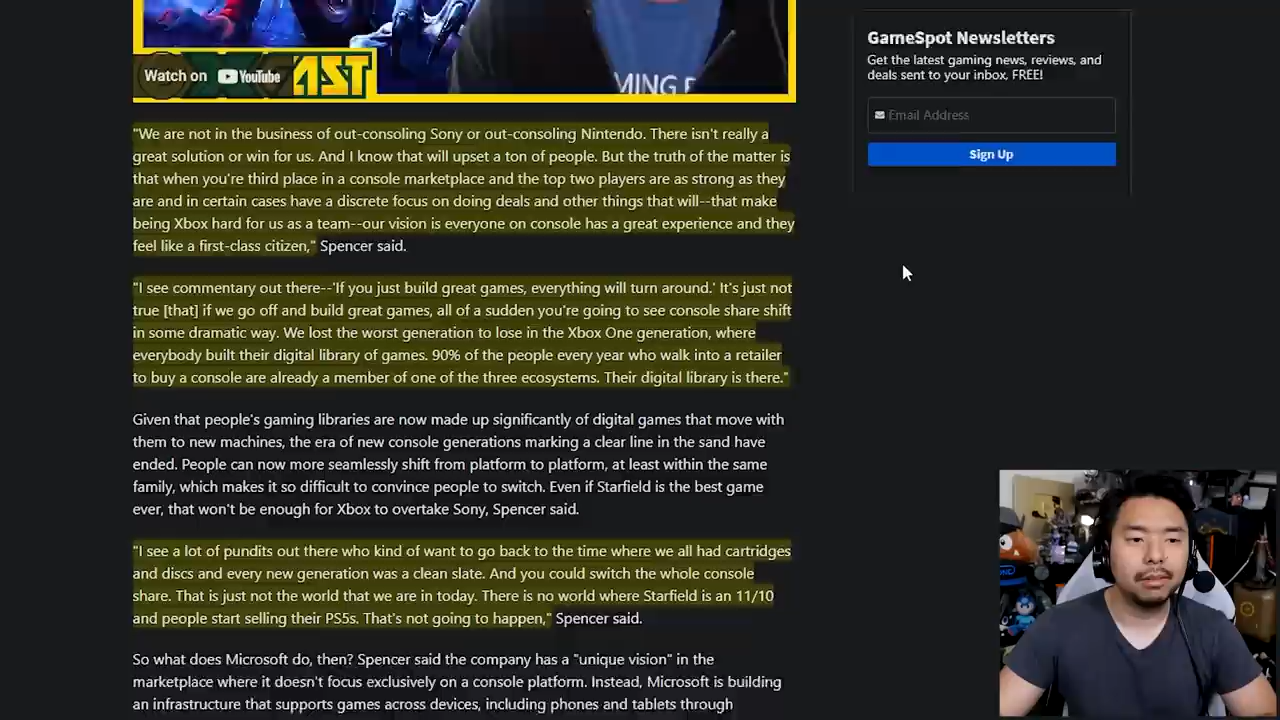 Watch on YouTube
AST
MING
GameSpot Newsletters
Get the latest gaming news, reviews, and
deals sent to your inbox, FREE!
Email Address
Sign Up
"We are not in the business of out-consoling Sony or out-consoling Nintendo. There isn't really a
great solution or win for us. And I know that will upset a ton of people. But the truth of the matter is
that when you're third place in a console marketplace and the top two players are as strong as they
are and in certain cases have a discrete focus on doing deals and other things that will--that make
being Xbox hard for us as a team--our vision is everyone on console has a great experience and they
feel like a first-class citizen," Spencer said.
"I see commentary out there--'If you just build great games, everything will turn around.' It's just not
true [that] if we go off and build great games, all of a sudden you're going to see console share shift
in some dramatic way. We lost the worst generation to lose in the Xbox One generation, where
everybody built their digital library of games. 90% of the people every year who walk into a retailer
to buy a console are already a member of one of the three ecosystems. Their digital library is there."
Given that people's gaming libraries are now made up significantly of digital games that move with
them to new machines, the era of new console generations marking a clear line in the sand have
ended. People can now more seamlessly shift from platform to platform, at least within the same
family, which makes it so difficult to convince people to switch. Even if Starfield is the best game
ever, that won't be enough for Xbox to overtake Sony, Spencer said.
"I see a lot of pundits out there who kind of want to go back to the time where we all had cartridges
and discs and every new generation was a clean slate. And you could switch the whole console
share. That is just not the world that we are in today. There is no world where Starfield is an 11/10
and people start selling their PS5s. That's not going to happen," Spencer said.
So what does Microsoft do, then? Spencer said the company has a "unique vision" in the
marketplace where it doesn't focus exclusively on a console platform. Instead, Microsoft is building
an infrastructure that supports games across devices, including phones and tablets through